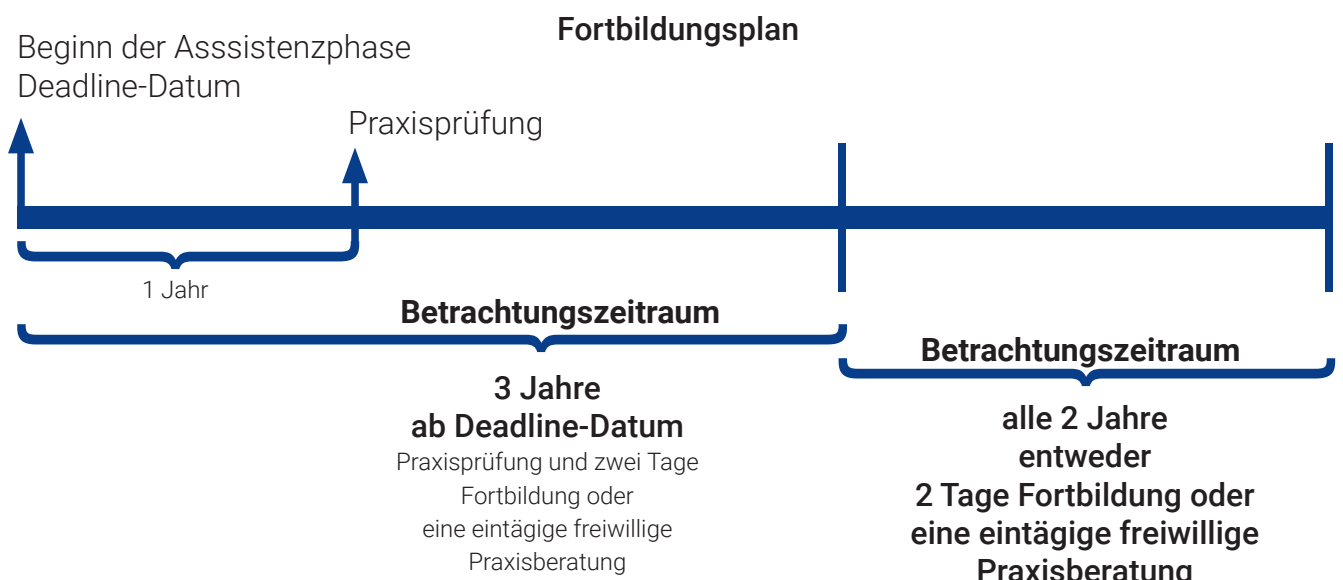 Fortbildungsplan
Beginn der Asssistenzphase
Deadline-Datum
Praxisprüfung
1 Jahr
Betrachtungszeitraum
3 Jahre
ab Deadline-Datum
Praxisprüfung und zwei Tage
Fortbildung oder
eine eintägige freiwillige
Praxisberatung
Betrachtungszeitraum
alle 2 Jahre
entweder
2 Tage Fortbildung oder
eine eintägige freiwillige
Praxisberatung